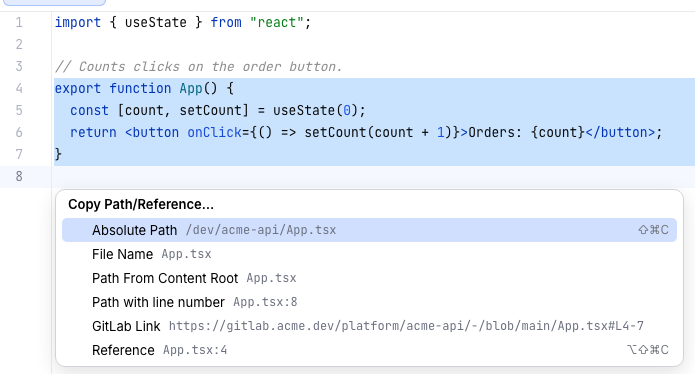 1 import { useState } from "react";
2
3 // Counts clicks on the order button.
4 export function App() {
5   const [count, setCount] = useState(0);
6   return <button onClick={() => setCount(count + 1)}>Orders: {count}</button>;
7 }
8
Copy Path/Reference...
Absolute Path /dev/acme-api/App.tsx ⇧⌘C
File Name App.tsx
Path From Content Root App.tsx
Path with line number App.tsx:8
GitLab Link https://gitlab.acme.dev/platform/acme-api/-/blob/main/App.tsx#L4-7
Reference App.tsx:4 ⌥⇧⌘C